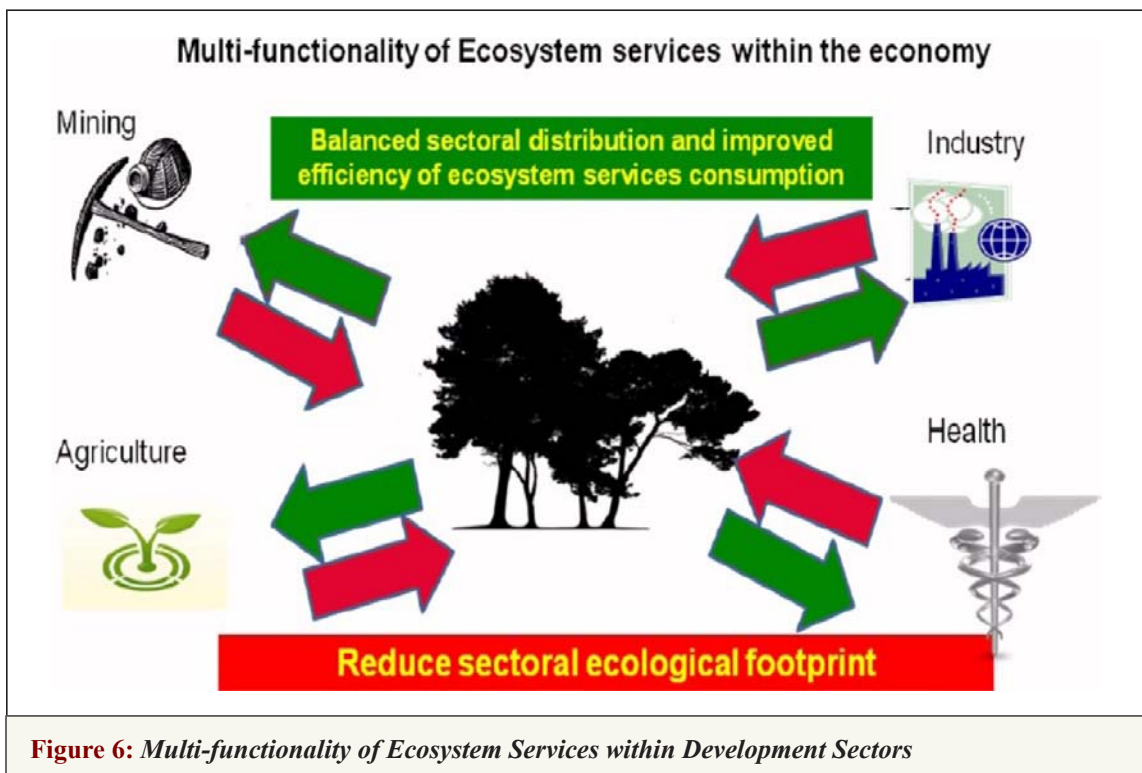 Multi-functionality of Ecosystem services within the economy
Mining
Balanced sectoral distribution and improved
efficiency of ecosystem services consumption
Industry
Agriculture
Health
Reduce sectoral ecological footprint
Figure 6: Multi-functionality of Ecosystem Services within Development Sectors